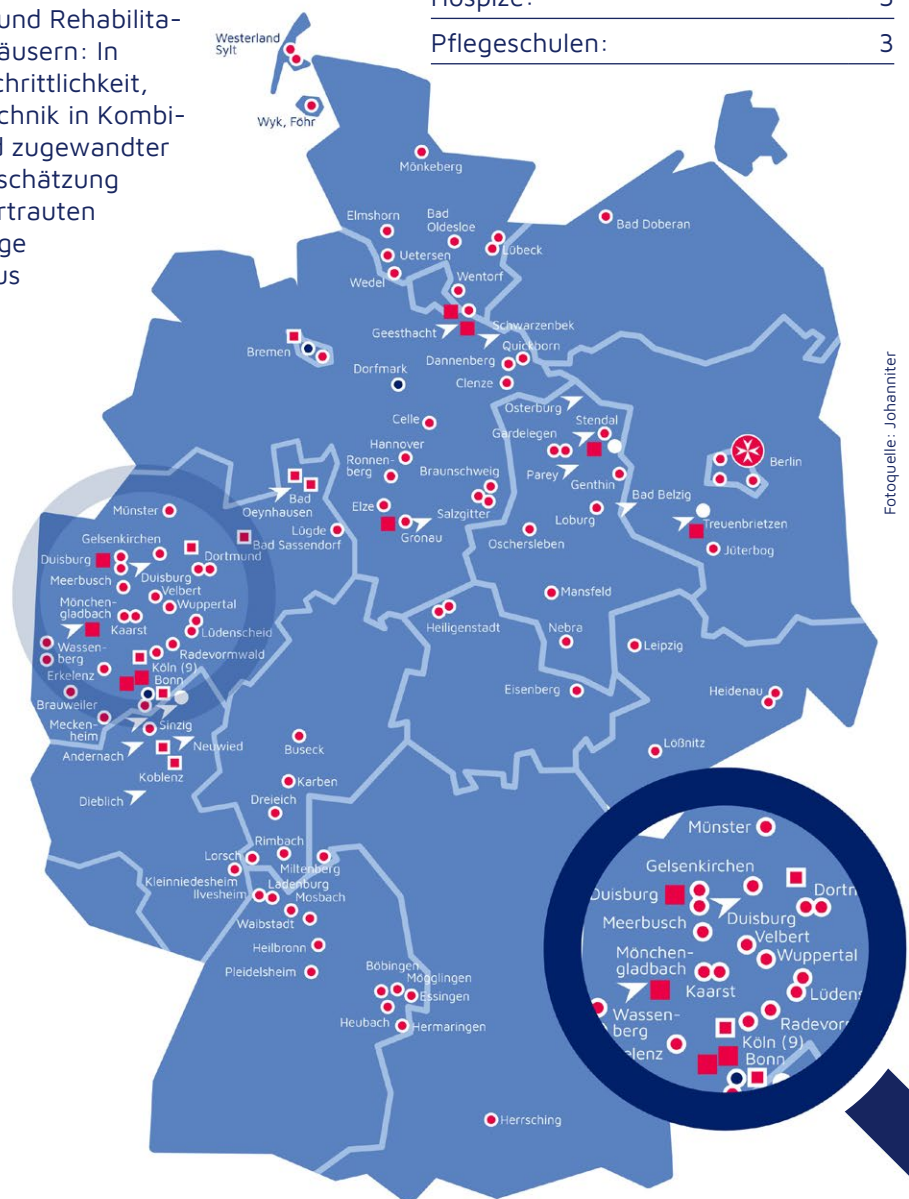 und Rehabilita-
äusern: In
chrittlichkeit,
chnik in Kombi-
d zugewandter
schätzung
ertrauten
ge
us
Hospize: 3
Pflegeschulen: 3
Westerland
Sylt
Wyk, Föhr
Mönkeberg
Elmshorn
Bad
Oldesloe
Lübeck
Bad Doberan
Uetersen
Wedel
Wentorf
Geesthacht
Schwarzenbek
Bremen
Dannenberg
Quickborn
Dorfmark
Clenze
Osterburg
Celle
Gardelegen
Stendal
Hannover
Ronnen-
berg
Braunschweig
Parey
Genthin
Berlin
Bad
Oeynhausen
Elze
Salzgitter
Loburg
Bad Belzig
Münster
Lügde
Gronau
Oschersleben
Treuenbrietzen
Gelsenkirchen
Bad Sassendorf
Jüterbog
Duisburg
Dortmund
Meerbusch
Duisburg
Velbert
Mansfeld
Mönchen-
gladbach
Wuppertal
Kaarst
Lüdenscheid
Heiligenstadt
Nebra
Leipzig
Wassen-
berg
Radevormwald
Erkelenz
Köln (9)
Bonn
Eisenberg
Heidenau
Brauweiler
Mecken-
heim
Sinzig
Buseck
Neuwied
Lößnitz
Andernach
Koblenz
Karben
Dieblich
Dreieich
Rimbach
Lorsch
Miltenberg
Kleinniedesheim
Ladenburg
Ilvesheim
Mosbach
Waibstadt
Heilbronn
Pleidelsheim
Böbingen
Mögglingen
Essingen
Heubach
Hermaringen
Herrsching
Münster
Gelsenkirchen
Duisburg
Dortm
Meerbusch
Duisburg
Velbert
Mönchen-
gladbach
Wuppertal
Kaarst
Lüdens
Wassen-
berg
Radevor
elenz
Köln (9)
Bonn
Fotoquelle: Johanniter